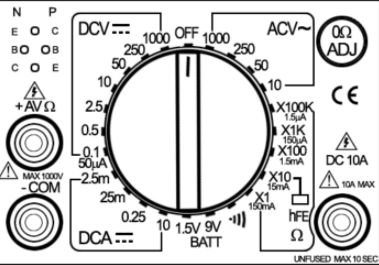 N P
E C
B B
C E
+AVΩ
MAX 1000V
-COM
DCV
OFF
ACV~
1000
250
50
10
2.5
0.5
0.1
50µA
2.5m
25m
0.25
10
DCA
1.5V 9V
BATT
1000
250
50
10
X100K
1.5µA
X1K
150µA
X100
1.5mA
X10
15mA
X1
150mA
hFE
Ω
0Ω
ADJ
CE
DC 10A
10A MAX
UNFUSED MAX 10 SEC